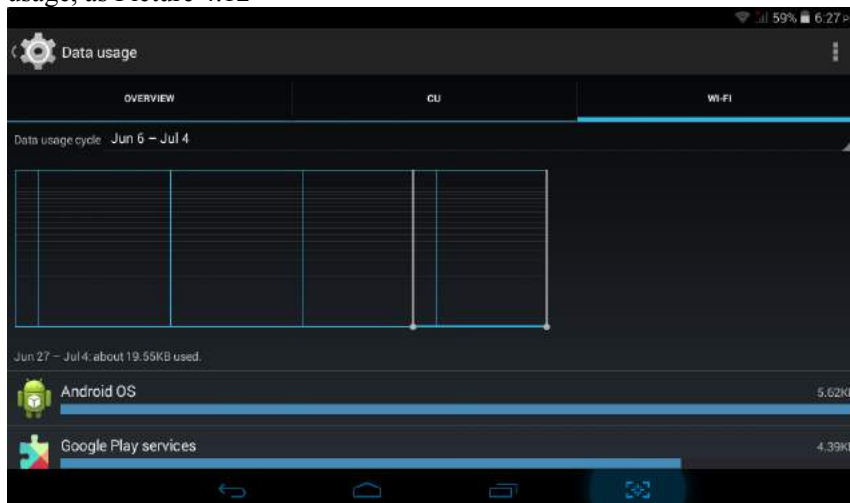 usage, as Picture 4.12
59% 6:27
Data usage
OVERVIEW CU WI-FI
Data usage cycle Jun 6 – Jul 4
Jun 27 – Jul 4: about 19.55KB used.
Android OS 5.62K
Google Play services 4.39K